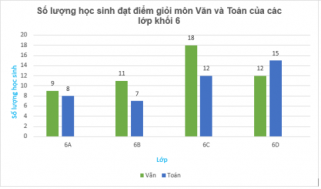 Số lượng học sinh đạt điểm giỏi môn Văn và Toán của các
lớp khối 6
Số lượng học sinh
20
18
16
14
12
10
8
6
4
2
0
9
8
11
7
18
12
12
15
6A
6B
6C
6D
Lớp
Văn
Toán